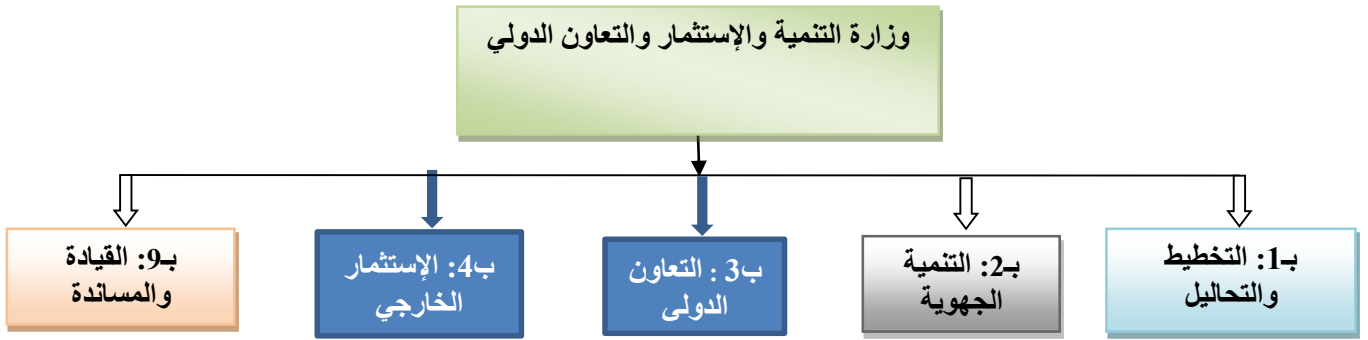 وزارة التنمية والإستثمار والتعاون الدولي
بـ1: التخطيط
والتحاليل
بـ2: التنمية
الجهوية
ب3 : التعاون
الدولى
ب4: الإستثمار
الخارجي
بـ9: القيادة
والمساندة